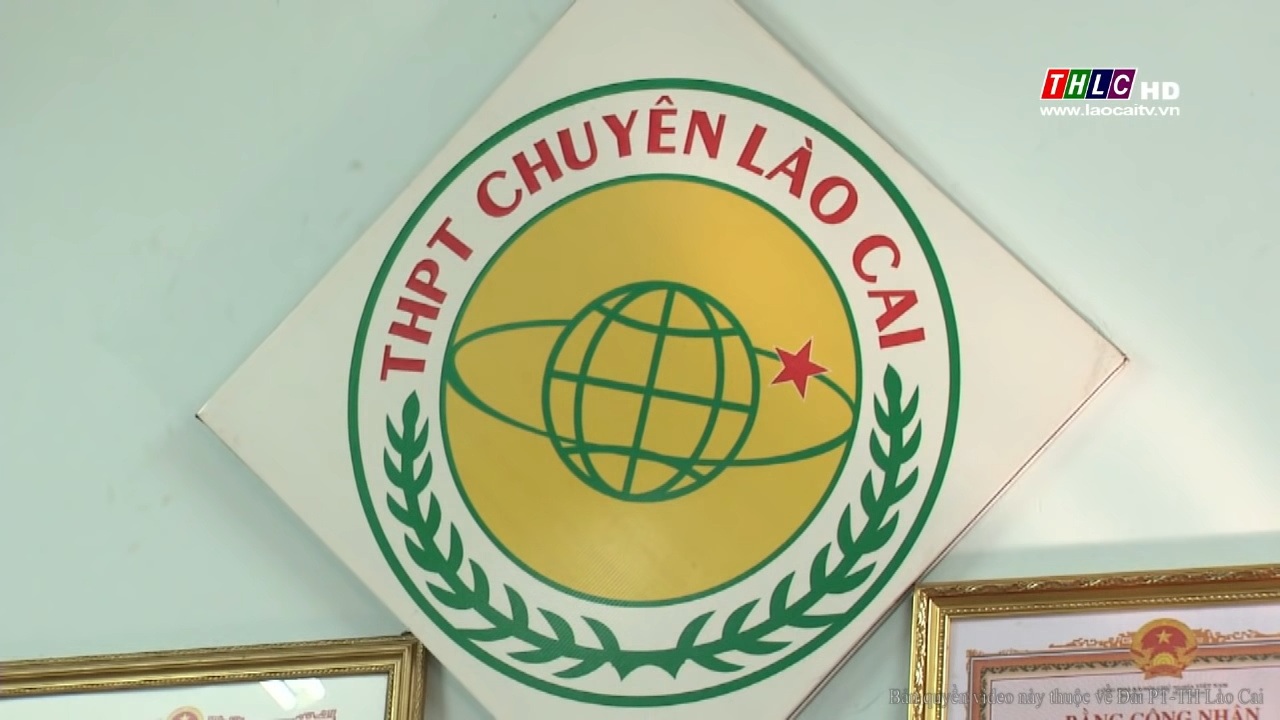 THLC HD
www.laocaitv.vn
THPT CHUYÊN LÀO CAI
BẰNG CÔNG NHẬN
Bản quyền video này thuộc về Đài PT-TH Lào Cai